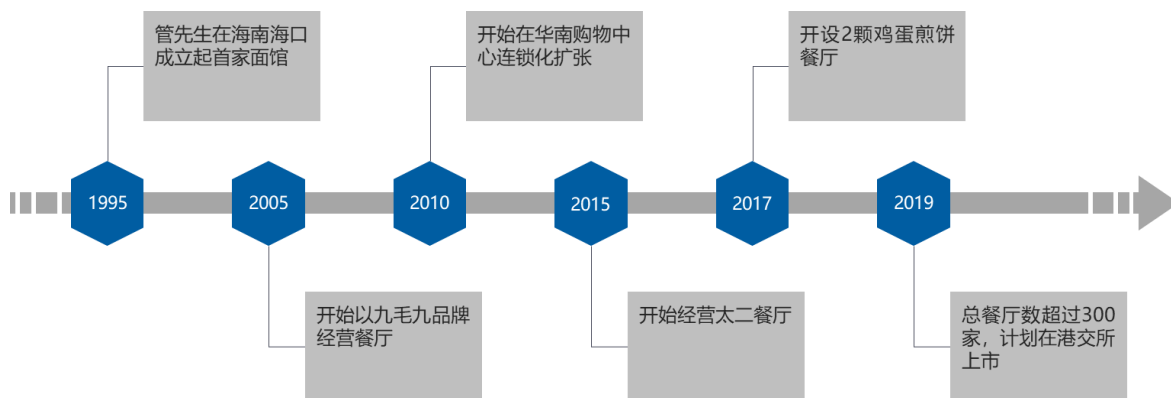 管先生在海南海口
成立起首家面馆
开始在华南购物中
心连锁化扩张
开设2颗鸡蛋煎饼
餐厅
1995
2005
2010
2015
2017
2019
开始以九毛九品牌
经营餐厅
开始经营太二餐厅
总餐厅数超过300
家，计划在港交所
上市